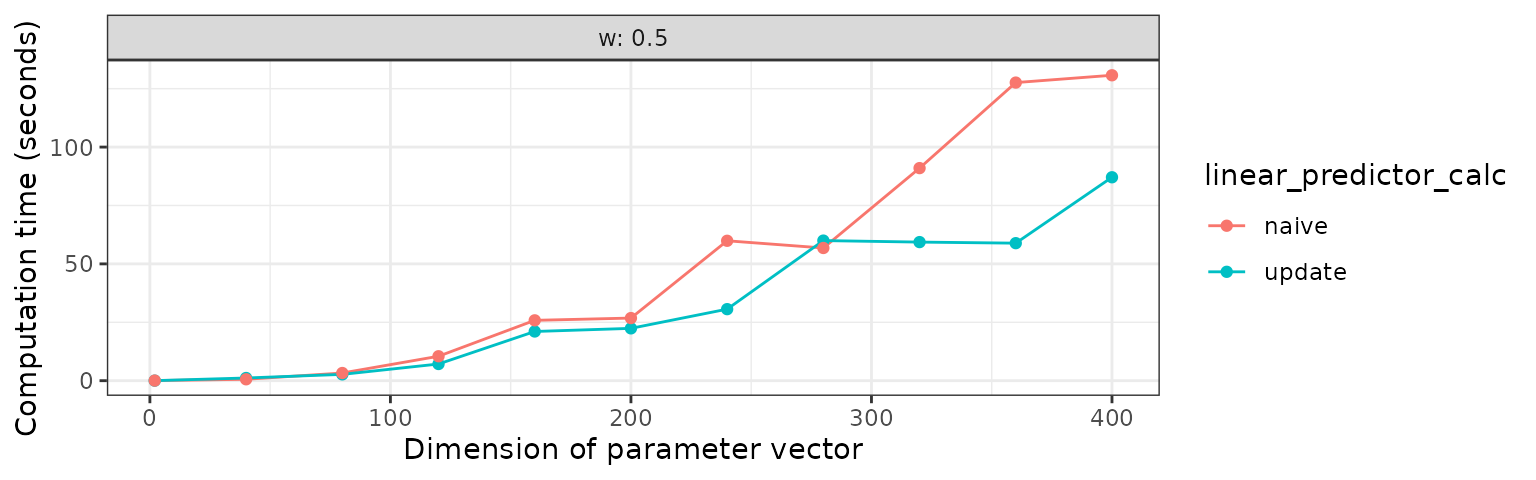 w: 0.5
Computation time (seconds)
100
50
0
0 100 200 300 400
Dimension of parameter vector
linear_predictor_calc
naive
update